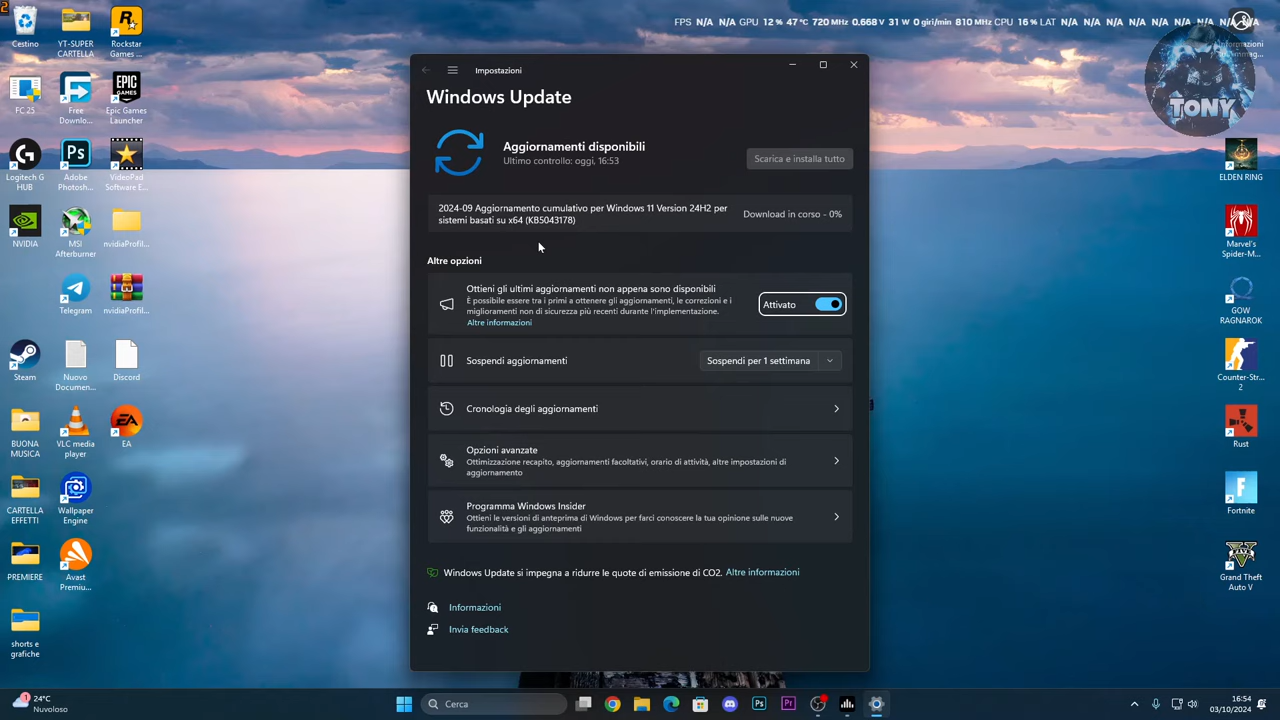 2
FPS N/A N/A GPU 12 % 47 °C 720 MHz 0.668 V 31 W 0 giri/min 810 MHz CPU 16 % LAT N/A N/A N/A N/A N/A N/A N/A N/A N/A
Cestino
YT-SUPER
CARTELLA
Rockstar
Games ...
Informazioni
TONY
Impostazioni
Windows Update
FC 25
Free
Downlo...
Epic Games
Launcher
Aggiornamenti disponibili
Ultimo controllo: oggi, 16:53
Scarica e installa tutto
Logitech G
HUB
Adobe
Photosh...
VidenPad
Software E...
ELDEN RING
2024-09 Aggiornamento cumulativo per Windows 11 Version 24H2 per
sistemi basati su x64 (KB5043178)
Download in corso - 0%
NVIDIA
MSI
Afterburner
nvidiaProfil...
Marvel's
Spider-M...
Altre opzioni
Ottieni gli ultimi aggiornamenti non appena sono disponibili
È possibile essere tra i primi a ottenere gli aggiornamenti, le correzioni e i
miglioramenti non di sicurezza più recenti durante l'implementazione.
Altre informazioni
Attivato
Telegram
nvidiaProfil...
GOW
RAGNAROK
Sospendi aggiornamenti
Sospendi per 1 settimana
Steam
Nuovo
Documen...
Discord
Counter-Str...
2
Cronologia degli aggiornamenti
BUONA
MUSICA
VLC media
player
EA
Rust
Opzioni avanzate
Ottimizzazione recapito, aggiornamenti facoltativi, orario di attività, altre impostazioni di
aggiornamento
CARTELLA
EFFETTI
Wallpaper
Engine
Fortnite
Programma Windows Insider
Ottieni le versioni di anteprima di Windows per farci conoscere la tua opinione sulle nuove
funzionalità e gli aggiornamenti
PREMIERE
Avast
Premiu...
Grand Theft
Auto V
Windows Update si impegna a ridurre le quote di emissione di CO2. Altre informazioni
Informazioni
Invia feedback
shorts e
grafiche
1
24°C
Nuvoloso
Cerca
16:54
03/10/2024